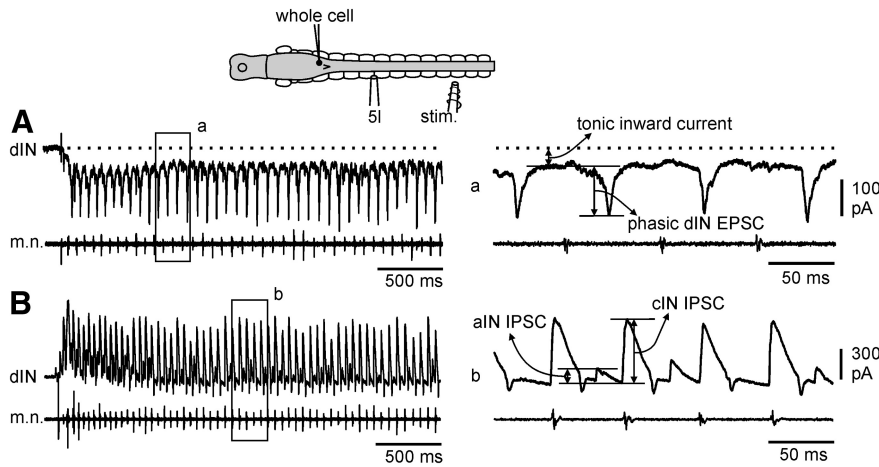 whole cell
5l
stim.
A
dIN
a
tonic inward current
a
100
pA
phasic dIN EPSC
m.n.
500 ms
50 ms
B
b
dIN
aIN IPSC
cIN IPSC
b
300
pA
m.n.
500 ms
50 ms